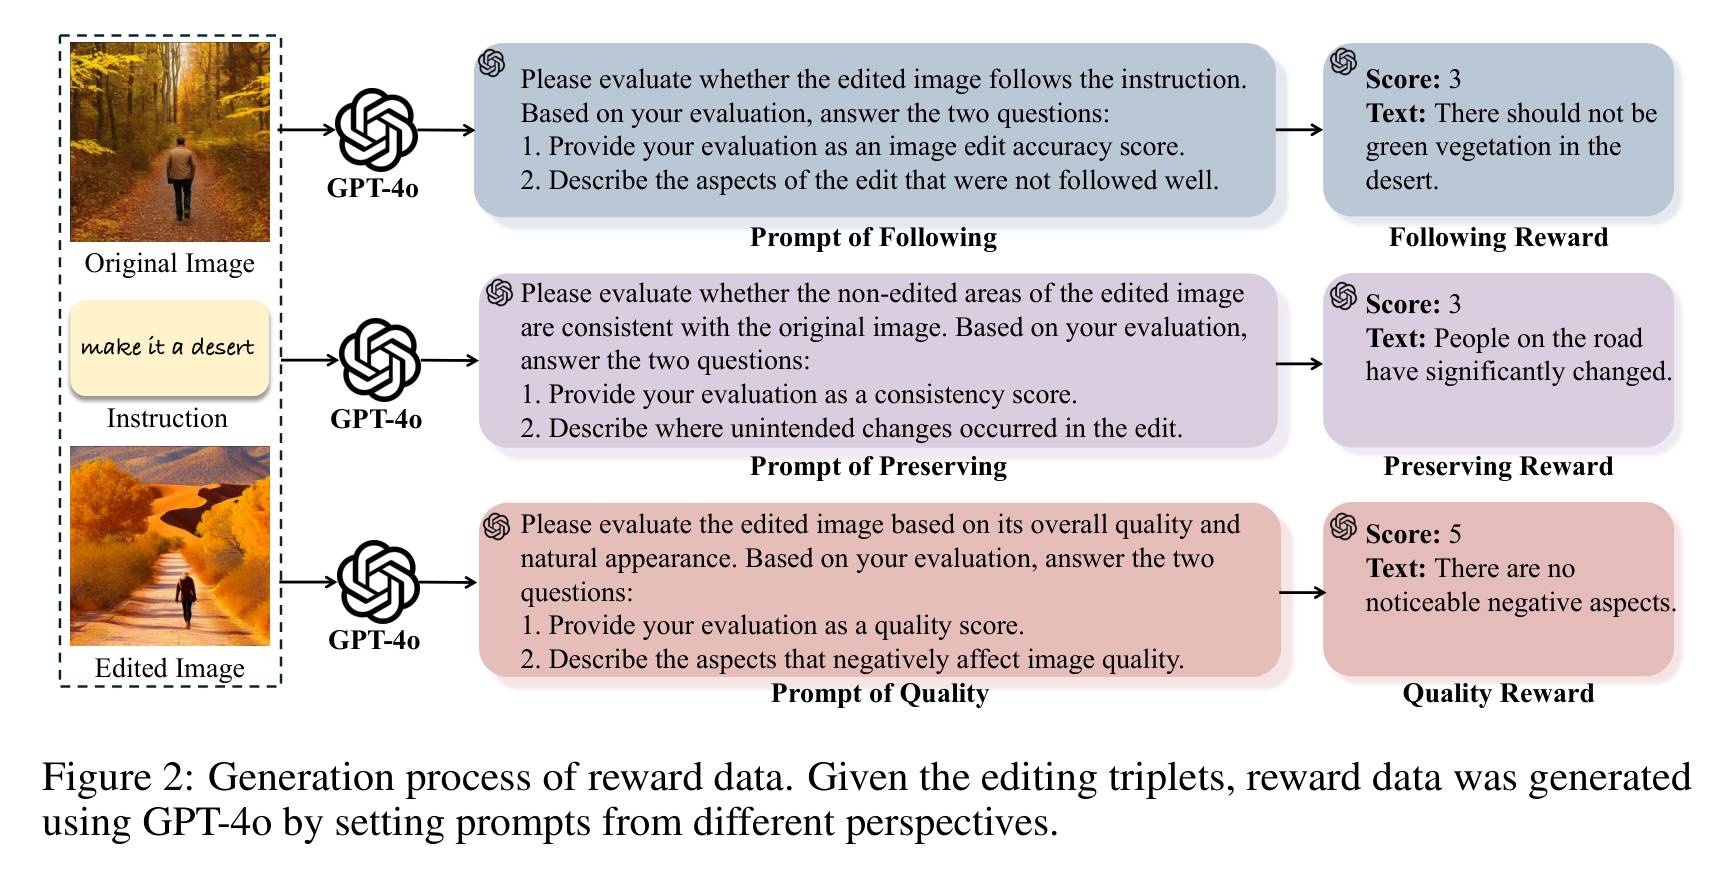 Original Image
make it a desert
Instruction
Edited Image
GPT-4o
Please evaluate whether the edited image follows the instruction.
Based on your evaluation, answer the two questions:
1. Provide your evaluation as an image edit accuracy score.
2. Describe the aspects of the edit that were not followed well.
Prompt of Following
Score: 3
Text: There should not be
green vegetation in the
desert.
Following Reward
GPT-4o
Please evaluate whether the non-edited areas of the edited image
are consistent with the original image. Based on your evaluation,
answer the two questions:
1. Provide your evaluation as a consistency score.
2. Describe where unintended changes occurred in the edit.
Prompt of Preserving
Score: 3
Text: People on the road
have significantly changed.
Preserving Reward
GPT-4o
Please evaluate the edited image based on its overall quality and
natural appearance. Based on your evaluation, answer the two
questions:
1. Provide your evaluation as a quality score.
2. Describe the aspects that negatively affect image quality.
Prompt of Quality
Score: 5
Text: There are no
noticeable negative aspects.
Quality Reward
Figure 2: Generation process of reward data. Given the editing triplets, reward data was generated
using GPT-4o by setting prompts from different perspectives.